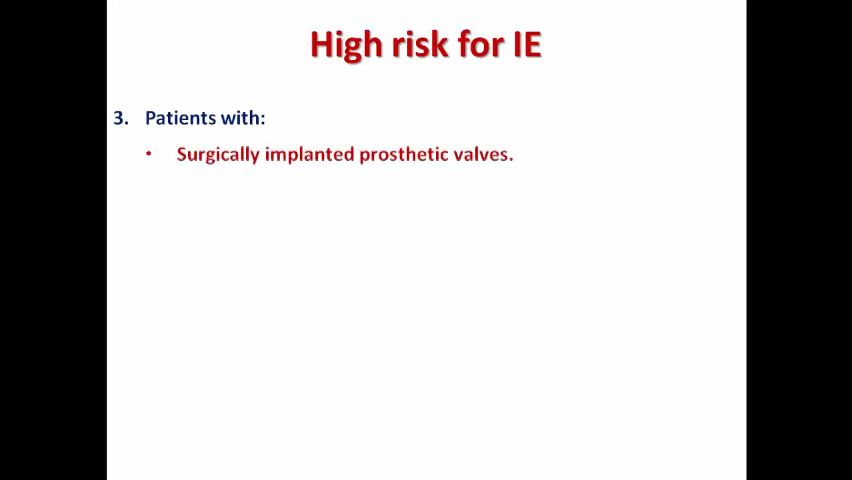 High risk for IE
3. Patients with:
• Surgically implanted prosthetic valves.